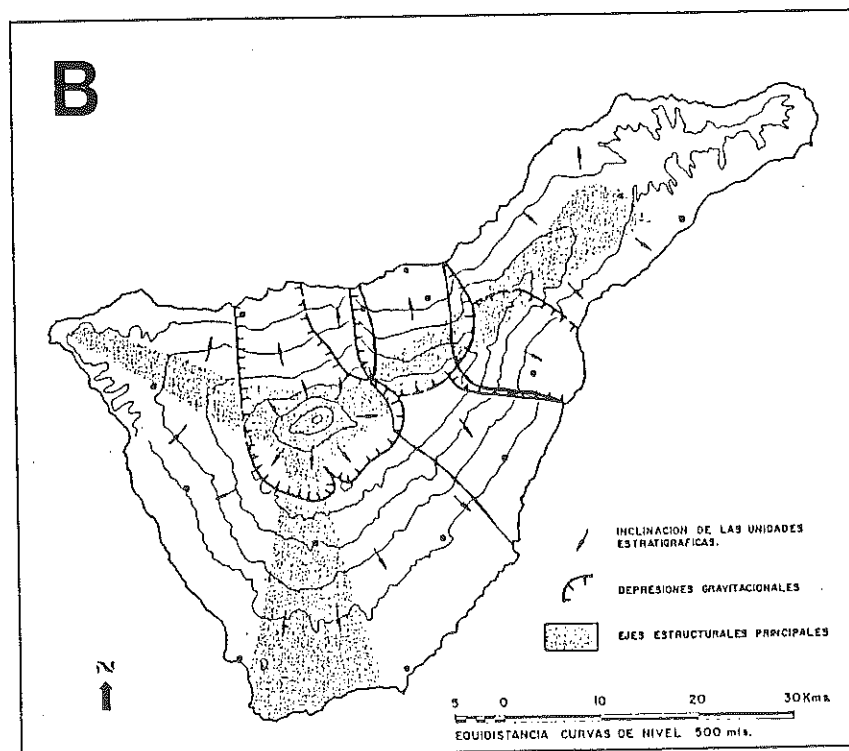 B
INCLINACION DE LAS UNIDADES
ESTRATIGRAFICAS.
DEPRESIONES GRAVITACIONALES
EJES ESTRUCTURALES PRINCIPALES
N
5 0 10 20 30 Kms.
EQUIDISTANCIA CURVAS DE NIVEL 500 mts.